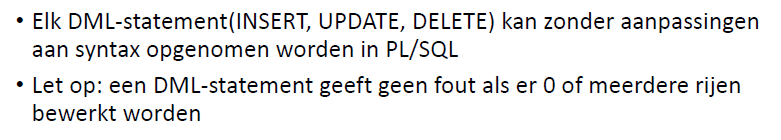 • Elk DML-statement(INSERT, UPDATE, DELETE) kan zonder aanpassingen
aan syntax opgenomen worden in PL/SQL
• Let op: een DML-statement geeft geen fout als er 0 of meerdere rijen
bewerkt worden